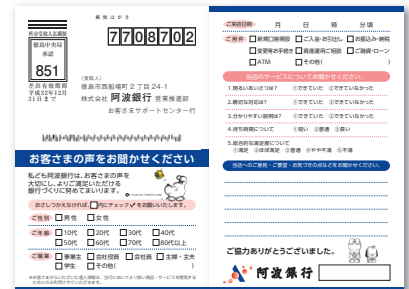 郵便はがき
7708702
料金受取人払郵便
徳島中央局
承認
851
差出有効期間
平成32年12月
31日まで
(受取人)
徳島市西船場町2丁目24-1
株式会社 阿波銀行 営業推進部
お客さまサポートセンター行
お客さまの声をお聞かせください
私ども阿波銀行は、お客さまの声を
大切にし、よりご満足いただける
銀行づくりに努めてまいります。
おさしつかえなければ、□内にチェック✓をお願いいたします。
ご性別: □男性 □女性
ご年齢: □10代 □20代 □30代 □40代
□50代 □60代 □70代 □80代以上
ご職業: □事業主 □会社役員 □会社員 □主婦・主夫
□学生 □その他( )
ご来店日時: 月 日 時 分頃
ご用件: □新規口座開設 □ご入金・お引出し □お振込み・納税
□変更等お手続き □資産運用ご相談 □ご融資・ローン
□ATM □その他( )
当店のサービスについてお聞かせください。
1.明るいあいさつは? ①できていた ②できていなかった
2.親切な対応は? ①できていた ②できていなかった
3.分かりやすい説明は? ①できていた ②できていなかった
4.待ち時間について ①短い ②普通 ③長い
5.総合的な満足度について
①満足 ②ほぼ満足 ③普通 ④やや不満 ⑤不満
当店へのご意見・ご要望・お気づきの点などをお聞かせください。
ご協力ありがとうございました。
阿波銀行